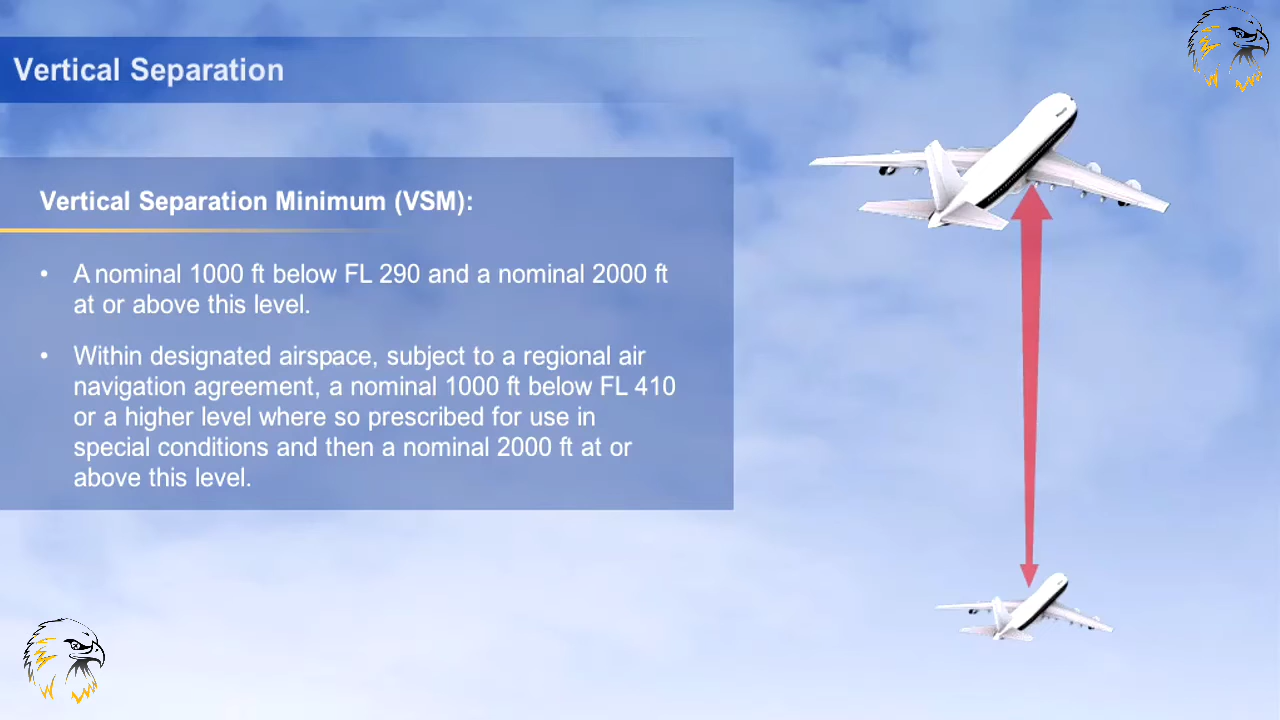 Vertical Separation
Vertical Separation Minimum (VSM):
• A nominal 1000 ft below FL 290 and a nominal 2000 ft
at or above this level.
• Within designated airspace, subject to a regional air
navigation agreement, a nominal 1000 ft below FL 410
or a higher level where so prescribed for use in
special conditions and then a nominal 2000 ft at or
above this level.